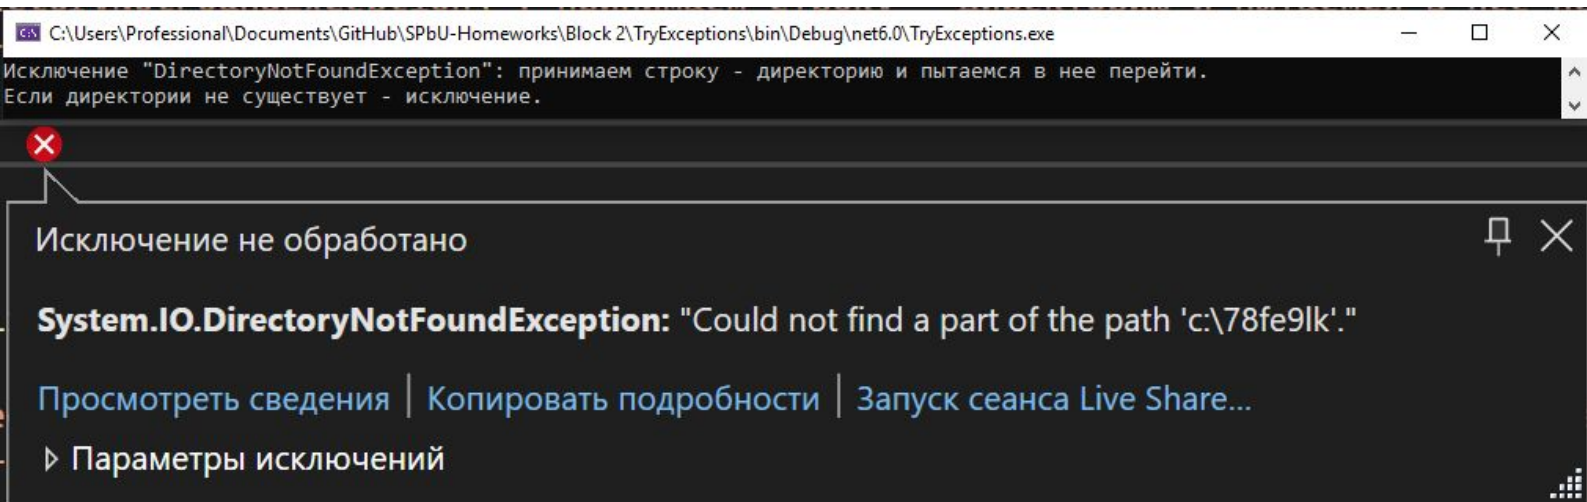 C:\Users\Professional\Documents\GitHub\SPbU-Homeworks\Block 2\TryExceptions\bin\Debug\net6.0\TryExceptions.exe
Исключение "DirectoryNotFoundException": принимаем строку - директорию и пытаемся в нее перейти.
Если директории не существует - исключение.
Исключение не обработано
System.IO.DirectoryNotFoundException: "Could not find a part of the path 'c:\78fe9lk'."
Просмотреть сведения | Копировать подробности | Запуск сеанса Live Share...
Параметры исключений